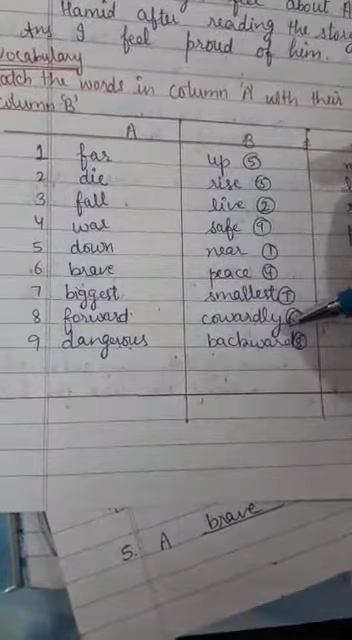 about A
Hamid after reading the story
Ans I feel proud of him.
Vocabulary
atch the words in column 'A' with their
column 'B'
A B
1 far up 5
2 die rise 3
3 fall live 2
4 war safe 9
5 down near 1
6 brave peace 4
7 biggest smallest 7
8 forward cowardly 6
9 dangerous backward 8
5. A brave